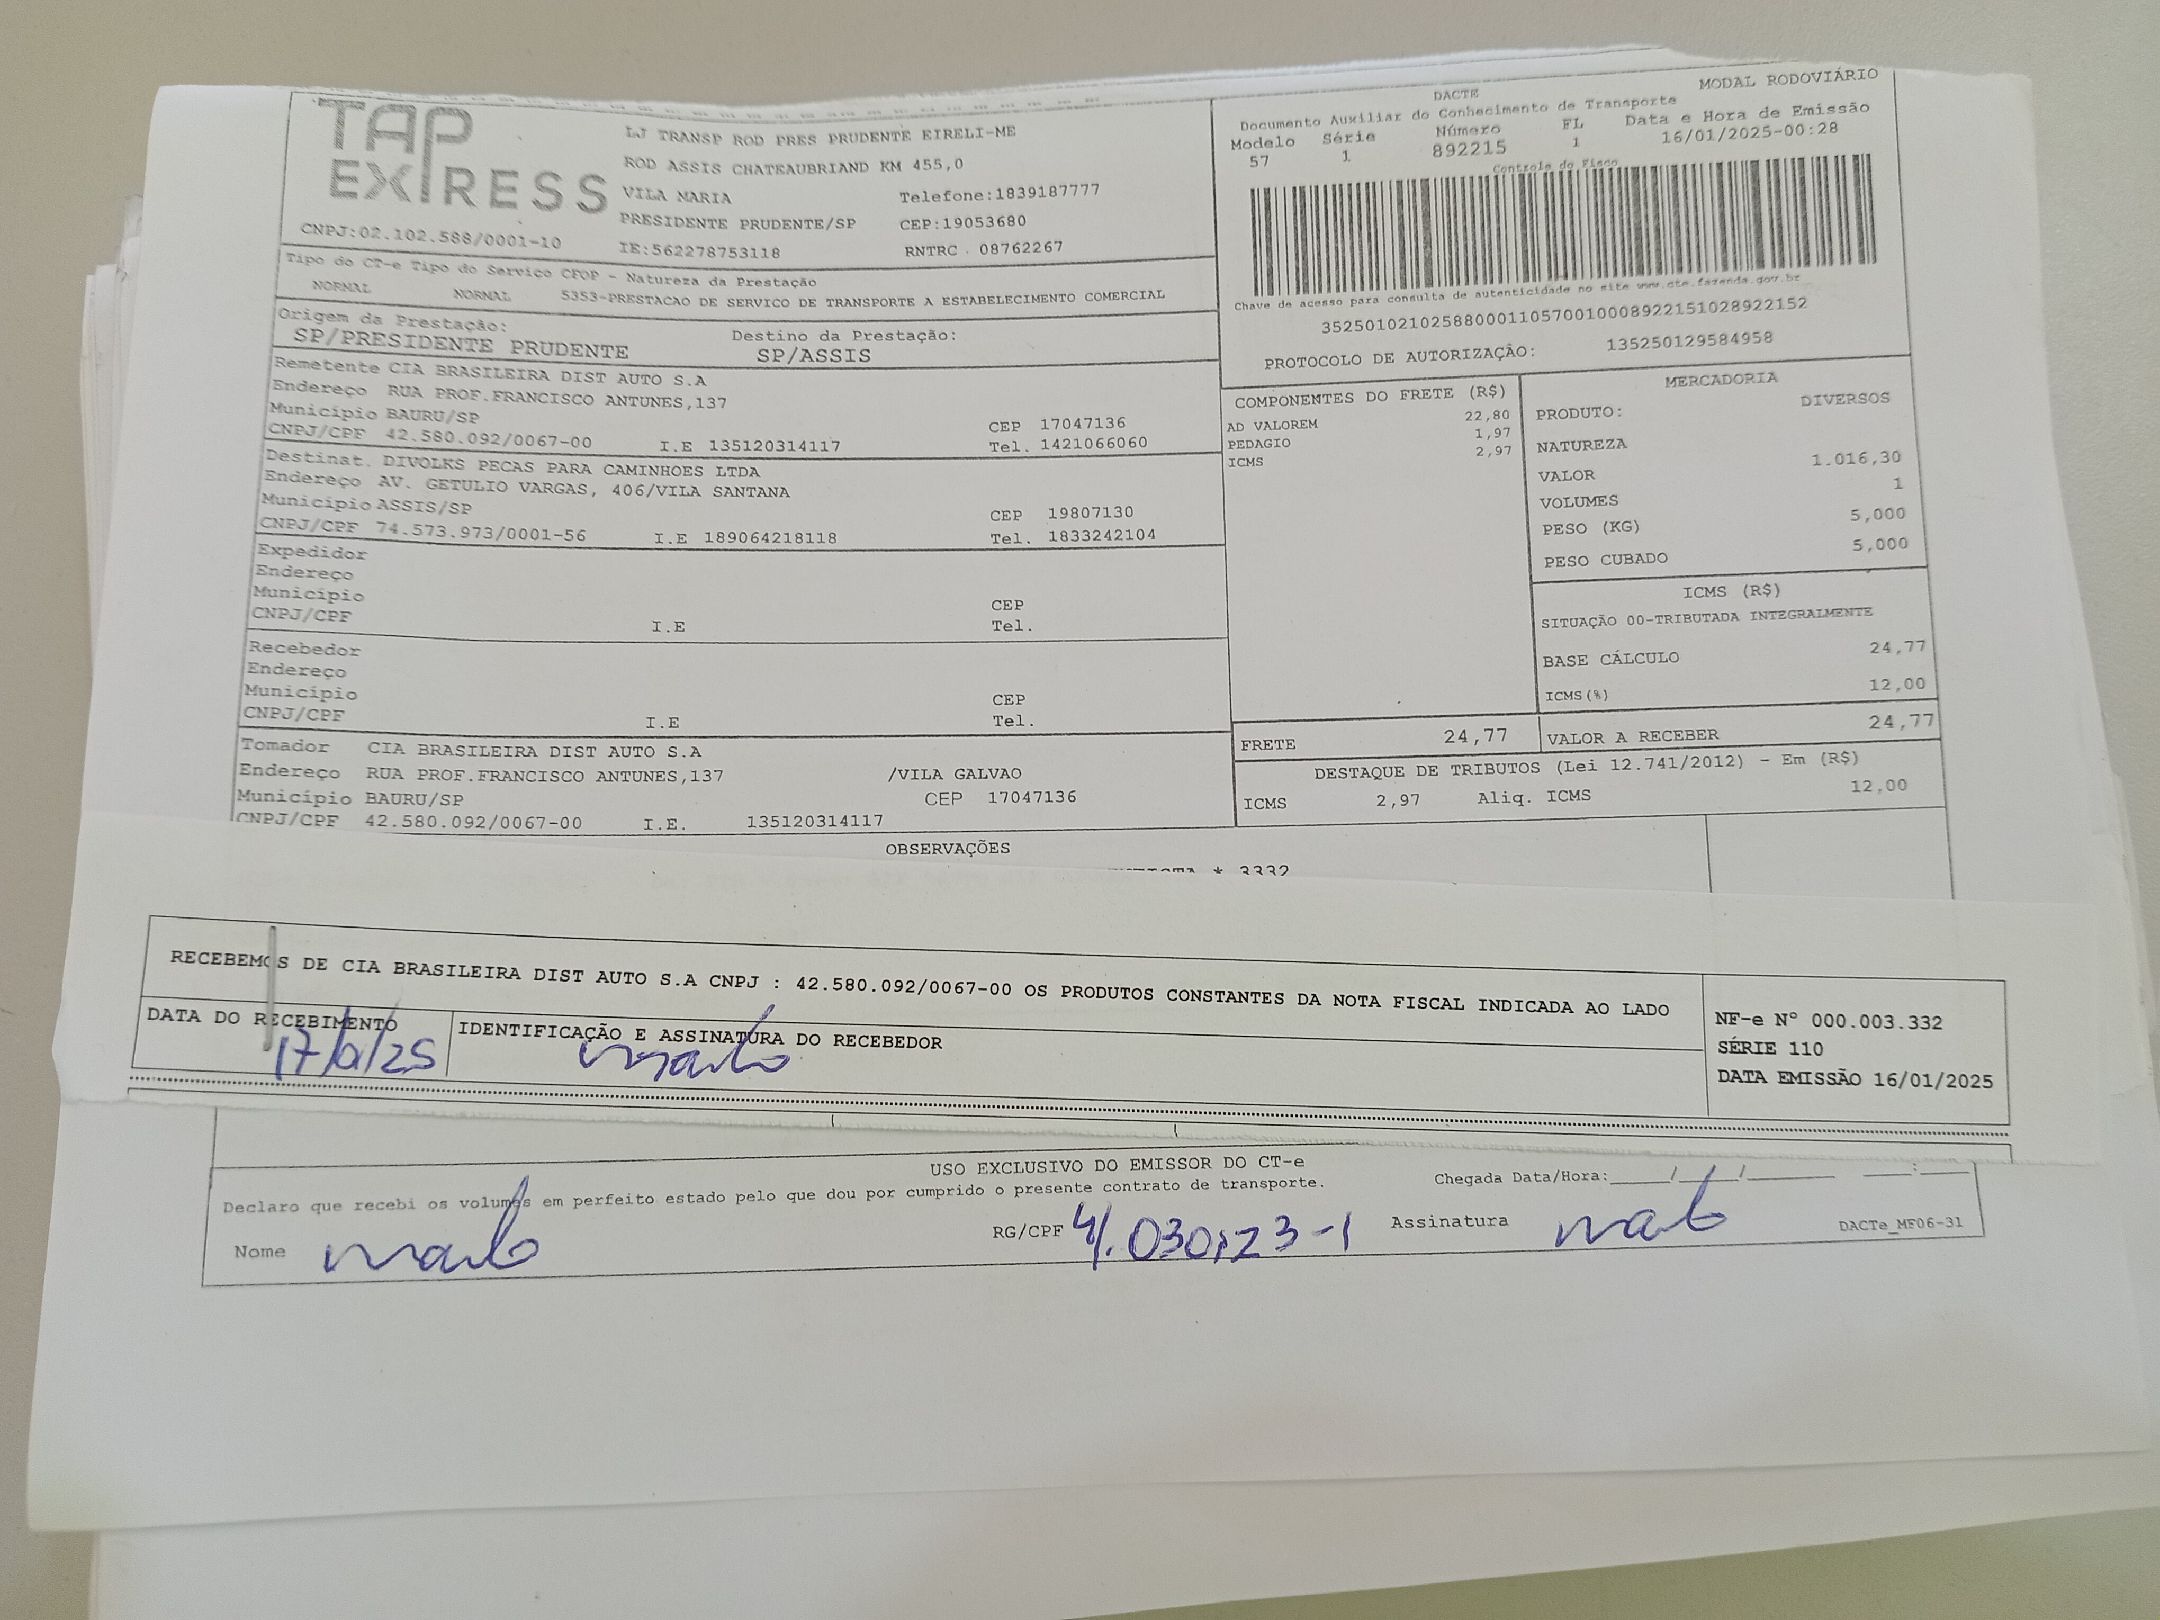 TAP EXPRESS
LJ TRANSP ROD PRES PRUDENTE EIRELI-ME
ROD ASSIS CHATEAUBRIAND KM 455,0
VILA MARIA Telefone:1839187777
PRESIDENTE PRUDENTE/SP CEP:19053680
CNPJ:02.102.588/0001-10 IE:562278753118 RNTRC. 08762267
Tipo do CT-e Tipo do Serviço CFOP - Natureza da Prestação
NORMAL NORMAL 5353-PRESTACAO DE SERVICO DE TRANSPORTE A ESTABELECIMENTO COMERCIAL
Origem da Prestação: Destino da Prestação:
SP/PRESIDENTE PRUDENTE SP/ASSIS
Remetente CIA BRASILEIRA DIST AUTO S.A
Endereço RUA PROF.FRANCISCO ANTUNES,137
Município BAURU/SP CEP 17047136
CNPJ/CPF 42.580.092/0067-00 I.E 135120314117 Tel. 1421066060
Destinat. DIVOLKS PECAS PARA CAMINHOES LTDA
Endereço AV. GETULIO VARGAS, 406/VILA SANTANA
Município ASSIS/SP CEP 19807130
CNPJ/CPF 74.573.973/0001-56 I.E 189064218118 Tel. 1833242104
Expedidor
Endereço
Município CEP
CNPJ/CPF I.E Tel.
Recebedor
Endereço
Município CEP
CNPJ/CPF I.E Tel.
Tomador CIA BRASILEIRA DIST AUTO S.A
Endereço RUA PROF.FRANCISCO ANTUNES,137 /VILA GALVAO
Município BAURU/SP CEP 17047136
CNPJ/CPF 42.580.092/0067-00 I.E. 135120314117
DACTE MODAL RODOVIÁRIO
Documento Auxiliar do Conhecimento de Transporte
Modelo Série Número FL Data e Hora de Emissão
57 1 892215 1 16/01/2025-00:28
Controle do Fisco
Chave de acesso para consulta de autenticidade no site www.cte.fazenda.gov.br
35250102102588000110570010008922151028922152
PROTOCOLO DE AUTORIZAÇÃO: 135250129584958
COMPONENTES DO FRETE (R$)
AD VALOREM 22,80
PEDAGIO 1,97
ICMS 2,97
MERCADORIA
PRODUTO: DIVERSOS
NATUREZA
VALOR 1.016,30
VOLUMES 1
PESO (KG) 5,000
PESO CUBADO 5,000
ICMS (R$)
SITUAÇÃO 00-TRIBUTADA INTEGRALMENTE
BASE CÁLCULO 24,77
ICMS(%) 12,00
FRETE 24,77 VALOR A RECEBER 24,77
DESTAQUE DE TRIBUTOS (Lei 12.741/2012) - Em (R$)
ICMS 2,97 Aliq. ICMS 12,00
OBSERVAÇÕES
* 3332
RECEBEMOS DE CIA BRASILEIRA DIST AUTO S.A CNPJ : 42.580.092/0067-00 OS PRODUTOS CONSTANTES DA NOTA FISCAL INDICADA AO LADO
DATA DO RECEBIMENTO IDENTIFICAÇÃO E ASSINATURA DO RECEBEDOR
NF-e Nº 000.003.332
SÉRIE 110
DATA EMISSÃO 16/01/2025
USO EXCLUSIVO DO EMISSOR DO CT-e
Declaro que recebi os volumes em perfeito estado pelo que dou por cumprido o presente contrato de transporte. Chegada Data/Hora:____/____/______ ____:____
Nome RG/CPF Assinatura DACTe_MF06-31